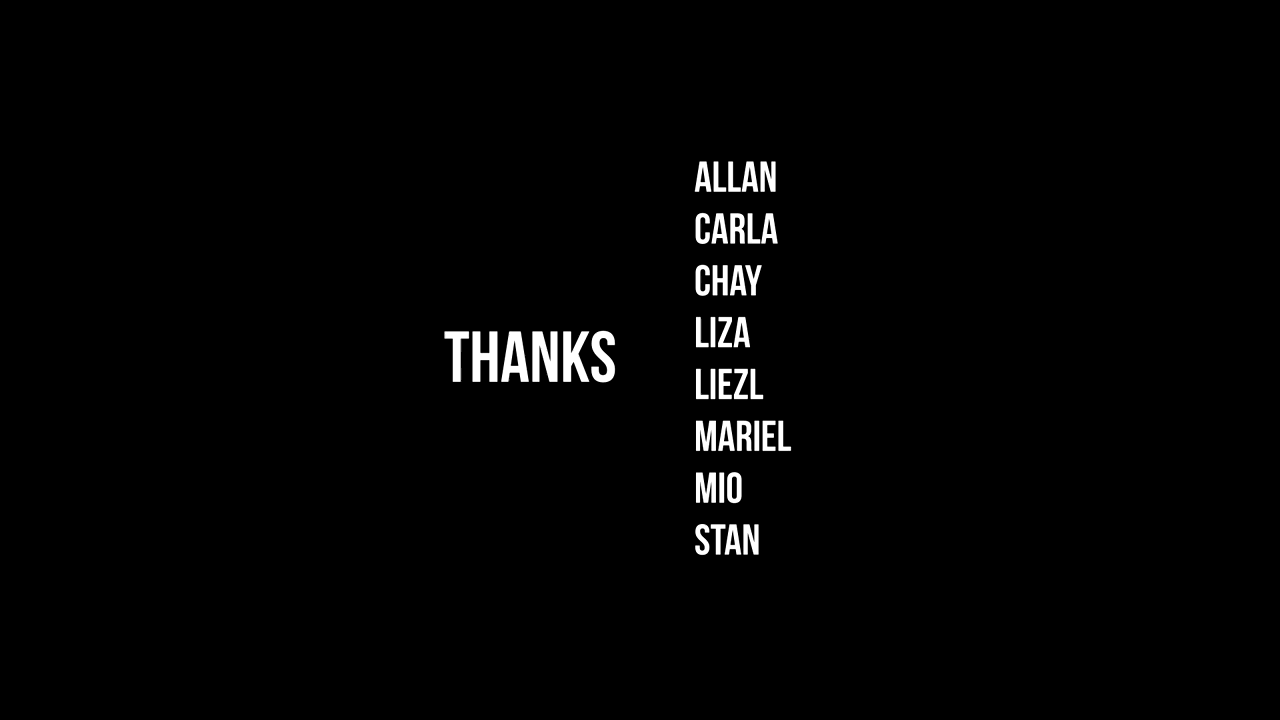 THANKS
ALLAN
CARLA
CHAY
LIZA
LIEZL
MARIEL
MIO
STAN